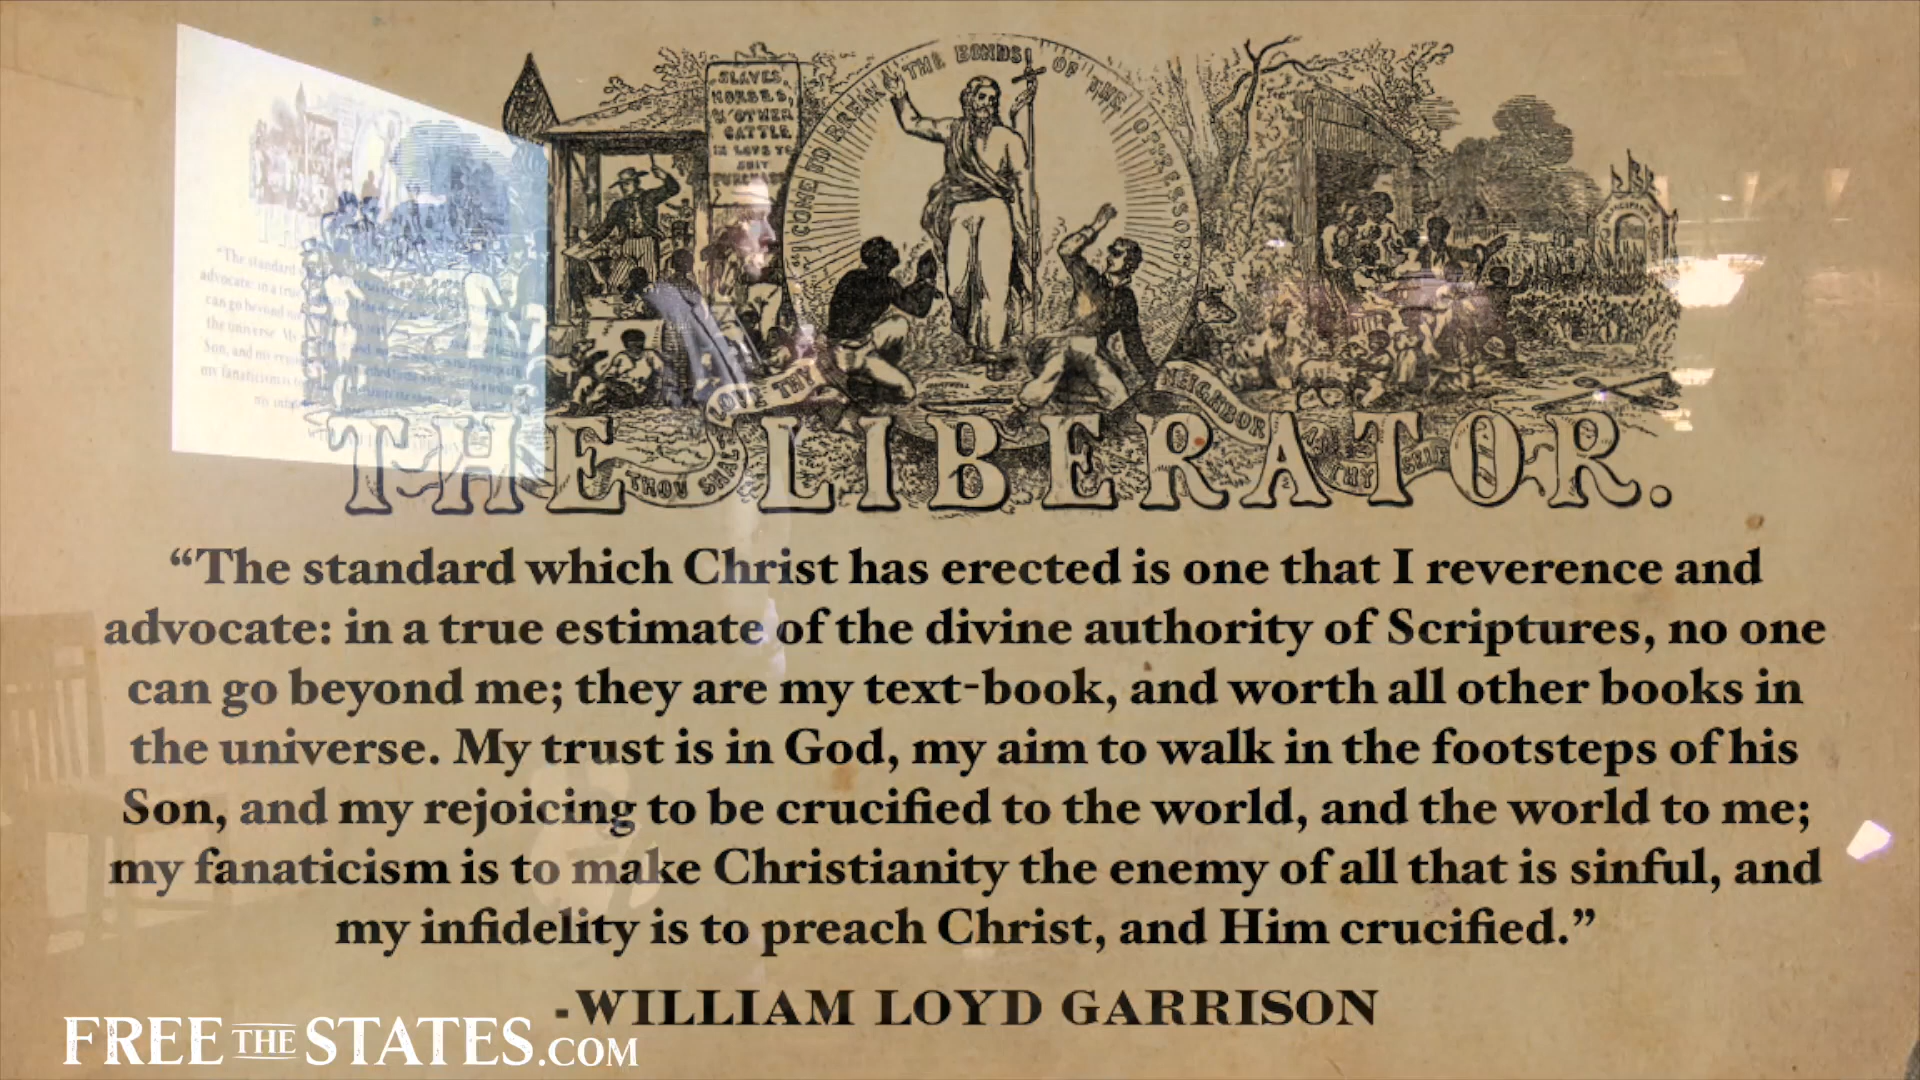 SLAVES,
HORSES,
& OTHER
CATTLE
IN LOTS TO
SUIT
PURCHASER
"I COME TO BREAK THE BONDS OF THE OPPRESSOR"
THOU SHALT LOVE THY NEIGHBOR AS THY SELF
THE LIBERATOR.
“The standard which Christ has erected is one that I reverence and
advocate: in a true estimate of the divine authority of Scriptures, no one
can go beyond me; they are my text-book, and worth all other books in
the universe. My trust is in God, my aim to walk in the footsteps of his
Son, and my rejoicing to be crucified to the world, and the world to me;
my fanaticism is to make Christianity the enemy of all that is sinful, and
my infidelity is to preach Christ, and Him crucified.”
-WILLIAM LOYD GARRISON
FREE THE STATES.COM